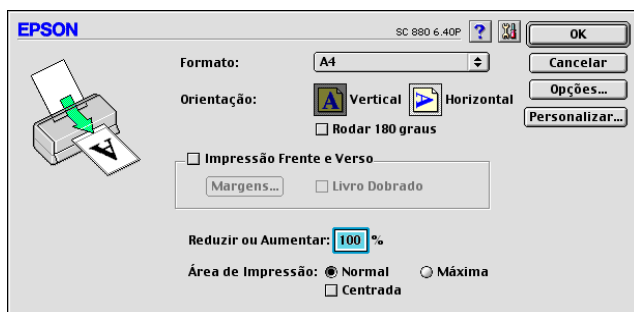 EPSON
SC 880 6.40P
OK
Formato: A4
Cancelar
Orientação: Vertical Horizontal
Opções...
Rodar 180 graus
Personalizar...
Impressão Frente e Verso
Margens... Livro Dobrado
Reduzir ou Aumentar: 100 %
Área de Impressão: Normal Máxima
Centrada